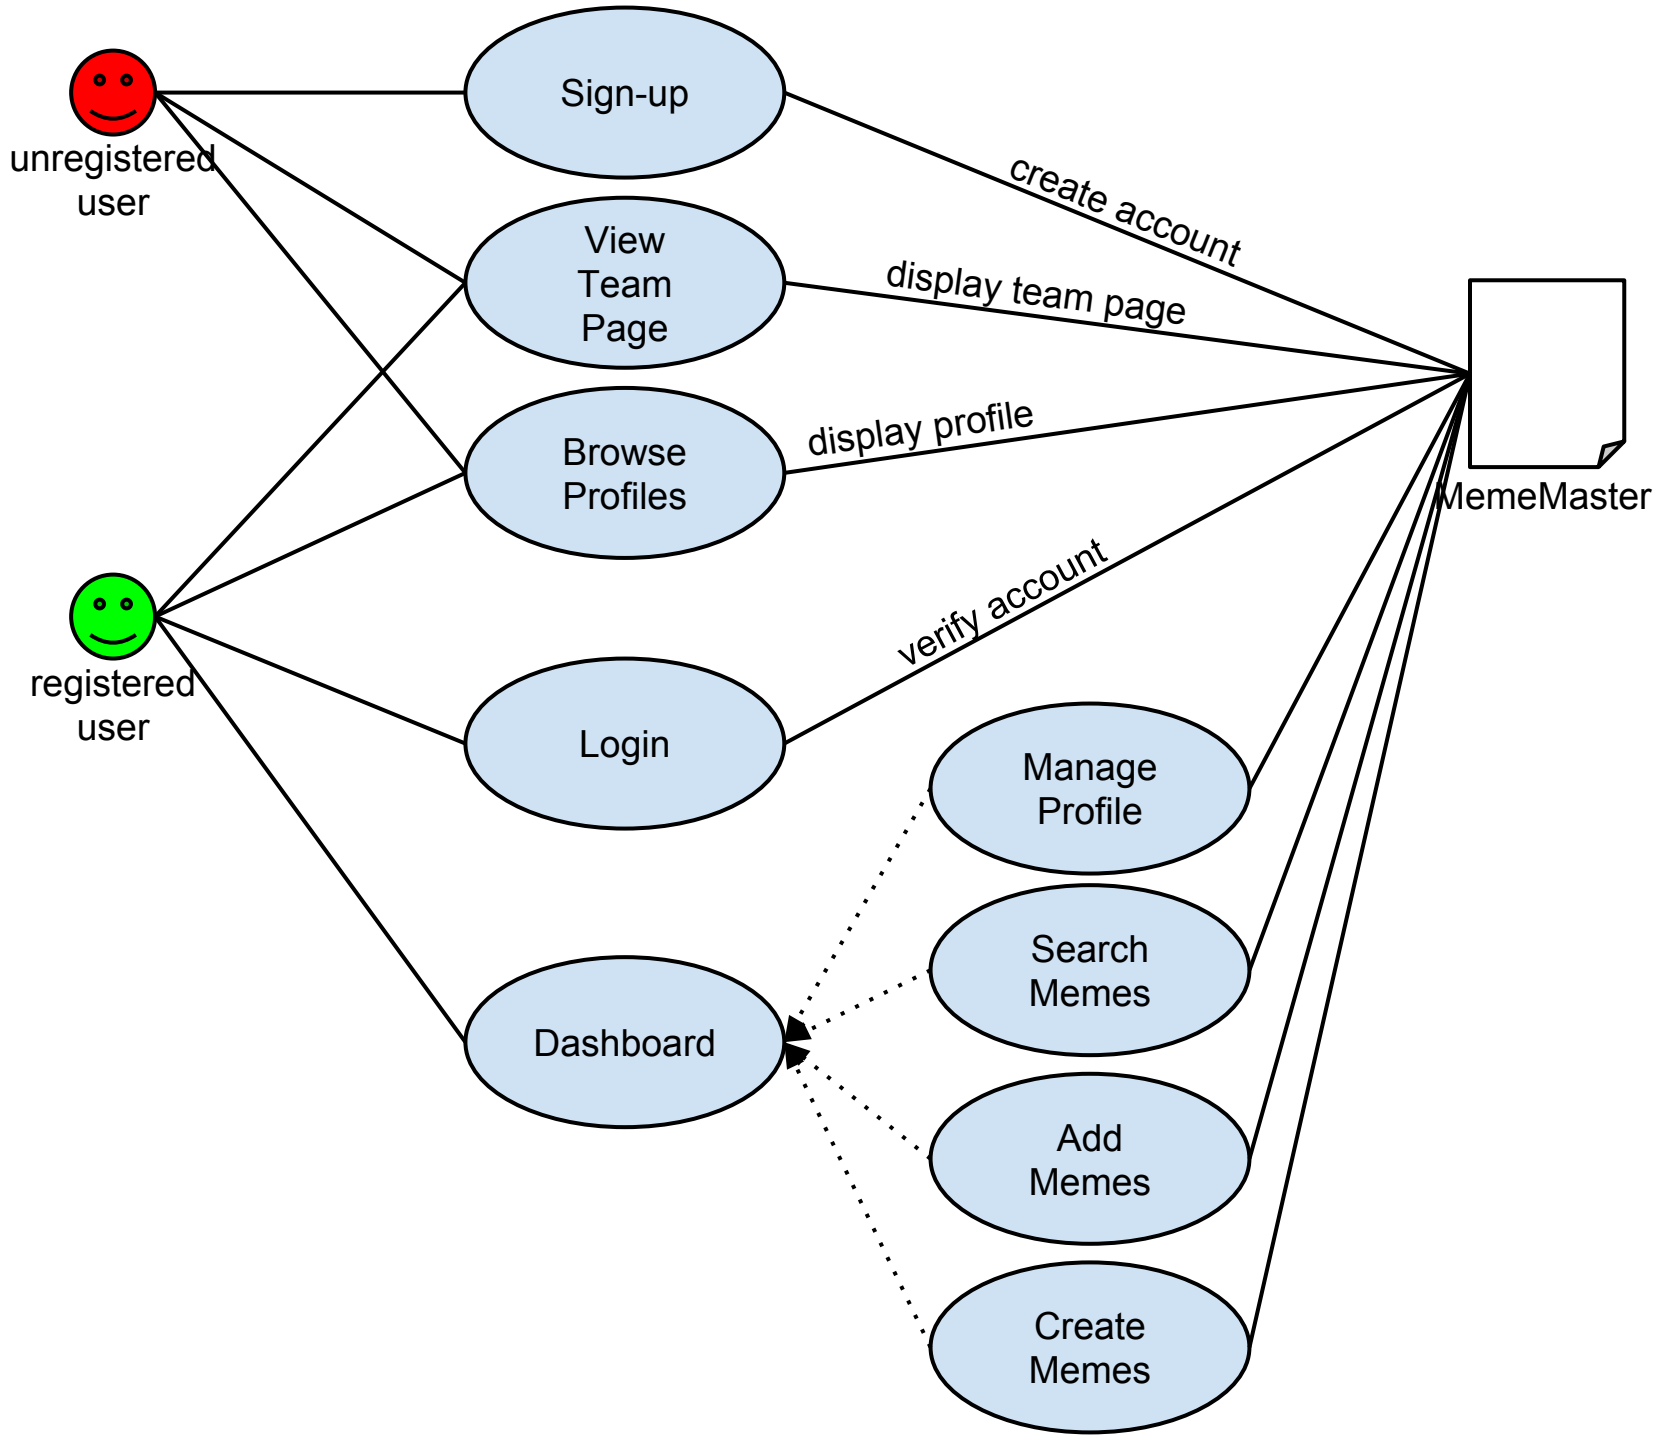 unregistered
user
Sign-up
create account
View
Team
Page
display team page
Browse
Profiles
display profile
MemeMaster
registered
user
Login
verify account
Manage
Profile
Search
Memes
Dashboard
Add
Memes
Create
Memes